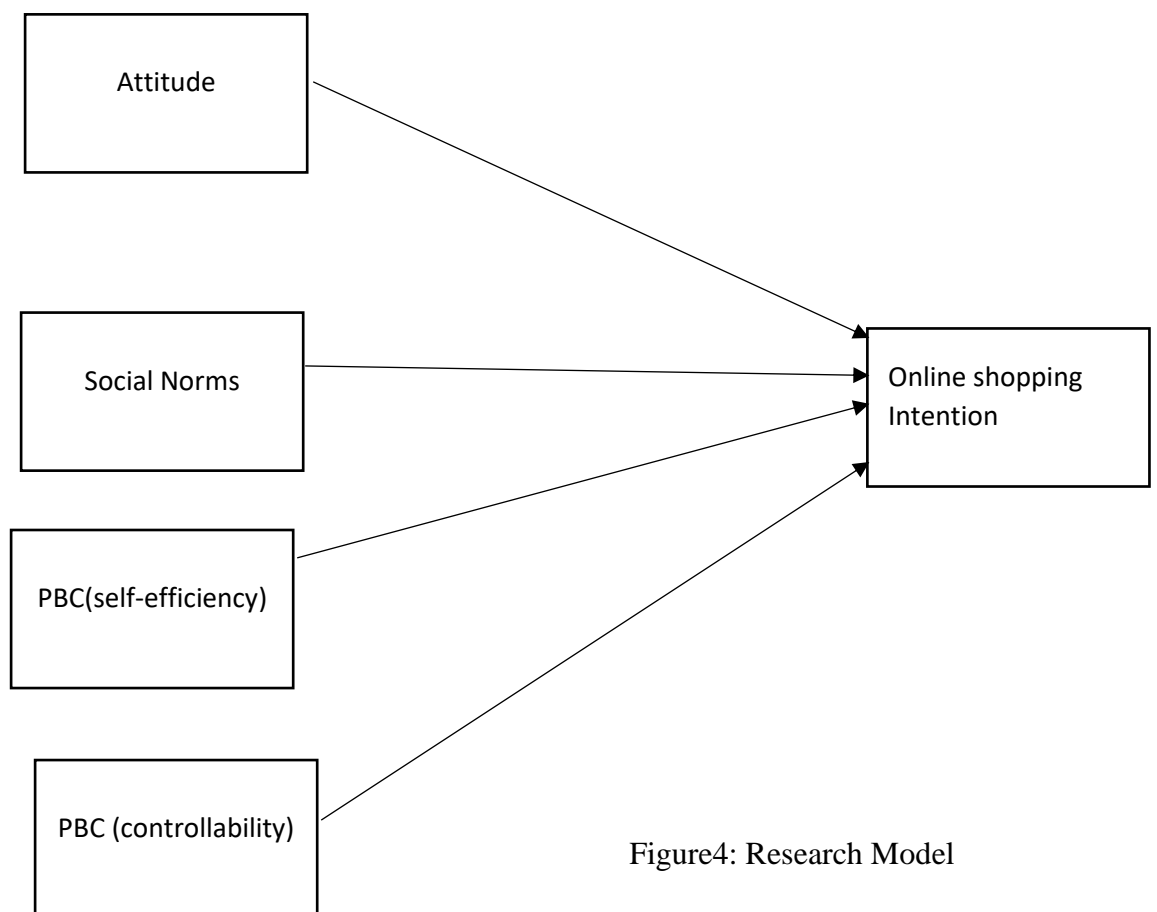 Attitude
Social Norms
Online shopping
Intention
PBC(self-efficiency)
PBC (controllability)
Figure4: Research Model